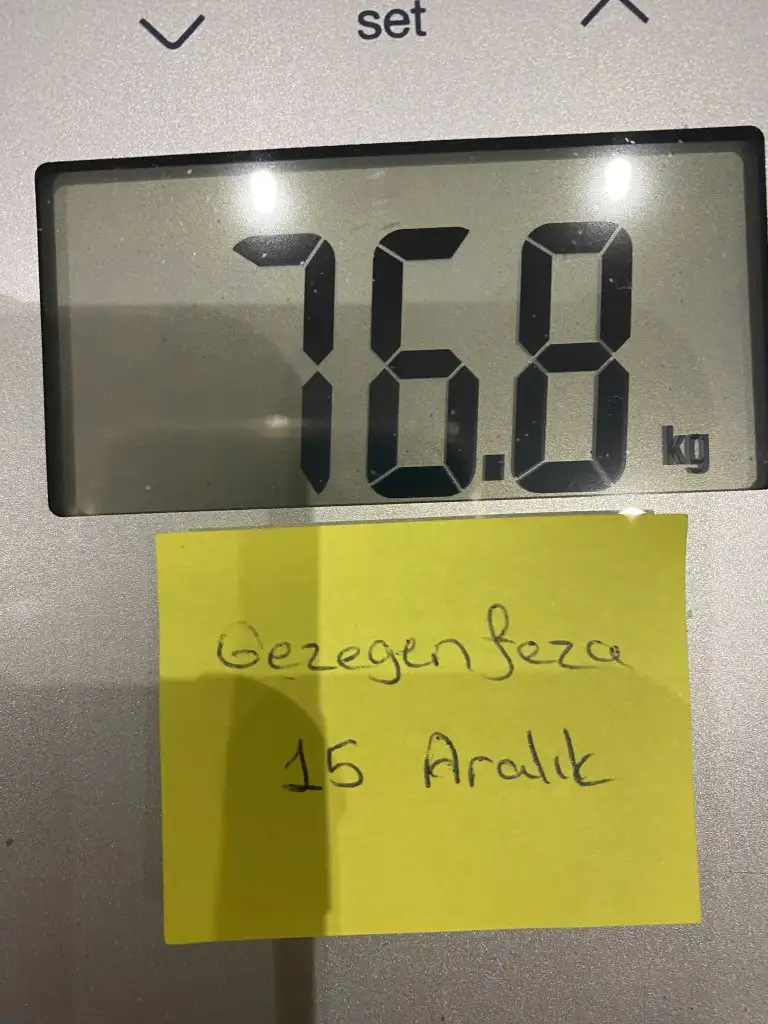 set
76.8 kg
Gezegenfeza
15 Aralık